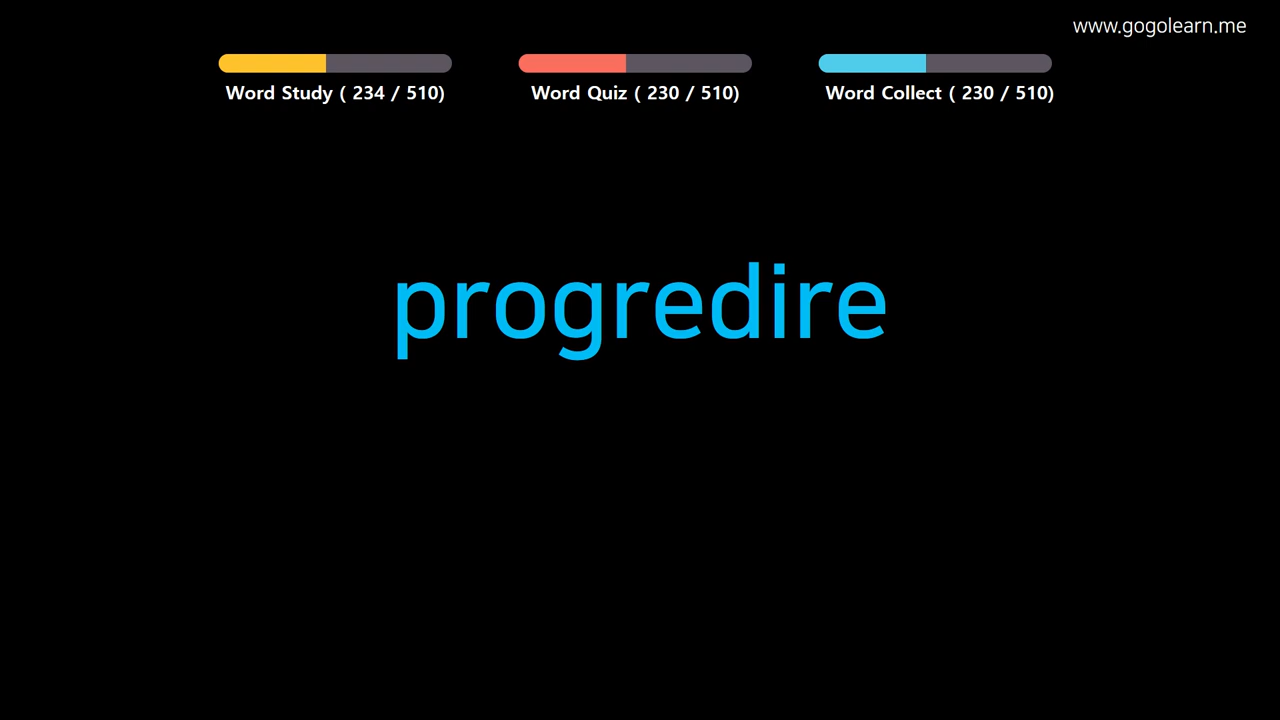 www.gogolearn.me
Word Study ( 234 / 510)
Word Quiz ( 230 / 510)
Word Collect ( 230 / 510)
progredire